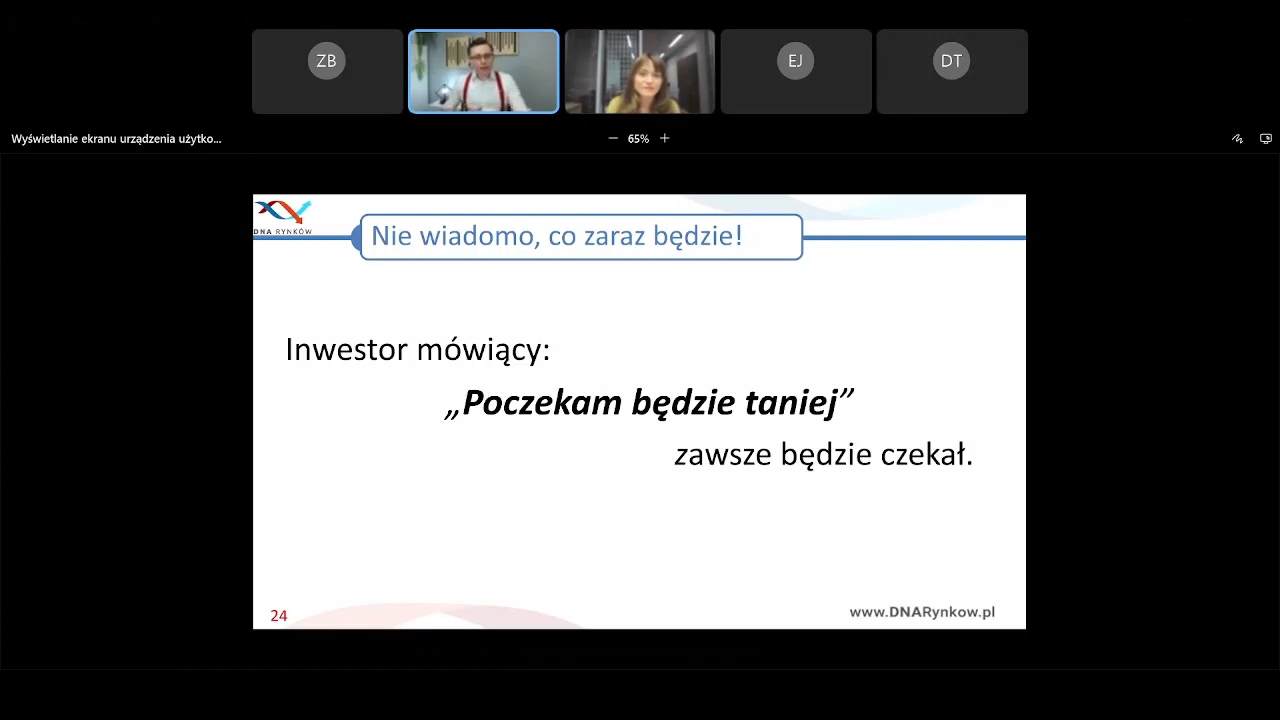 ZB
EJ
DT
Wyświetlanie ekranu urządzenia użytko...
65%
DNA RYNKÓW
Nie wiadomo, co zaraz będzie!
Inwestor mówiący:
„Poczekam będzie taniej”
zawsze będzie czekał.
24
www.DNARynkow.pl